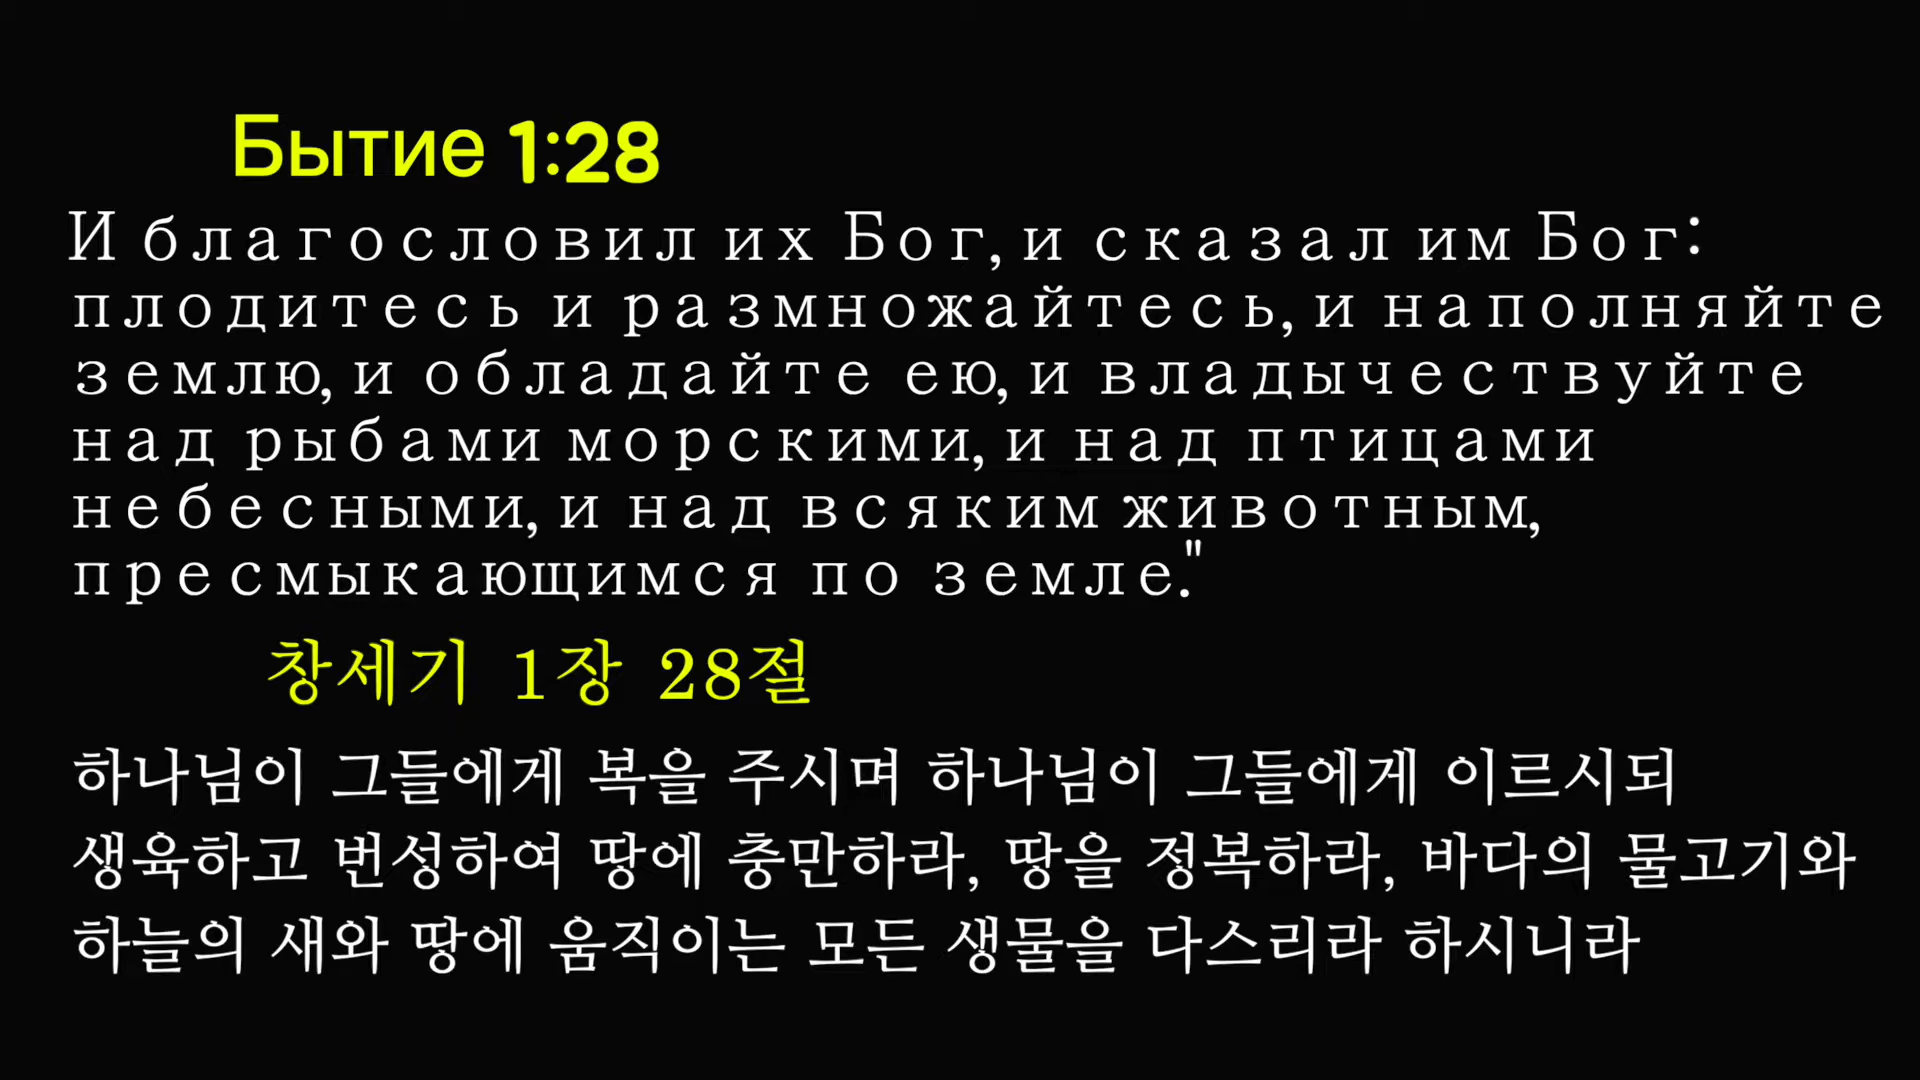 Бытие 1:28
И благословил их Бог, и сказал им Бог:
плодитесь и размножайтесь, и наполняйте
землю, и обладайте ею, и владычествуйте
над рыбами морскими, и над птицами
небесными, и над всяким животным,
пресмыкающимся по земле."
창세기 1장 28절
하나님이 그들에게 복을 주시며 하나님이 그들에게 이르시되
생육하고 번성하여 땅에 충만하라, 땅을 정복하라, 바다의 물고기와
하늘의 새와 땅에 움직이는 모든 생물을 다스리라 하시니라